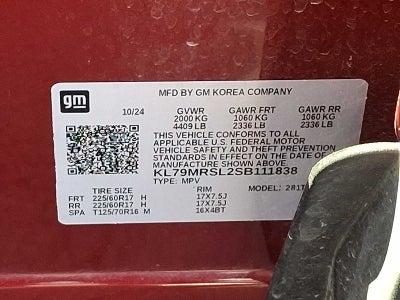 gm
MFD BY GM KOREA COMPANY
10/24 GVWR GAWR FRT GAWR RR
2000 KG 1060 KG 1060 KG
4409 LB 2336 LB 2336 LB
THIS VEHICLE CONFORMS TO ALL
APPLICABLE U.S. FEDERAL MOTOR
VEHICLE SAFETY AND THEFT PREVENTION
STANDARDS IN EFFECT ON THE DATE OF
MANUFACTURE SHOWN ABOVE.
KL79MRSL2SB111838
TYPE: MPV MODEL: 281T
TIRE SIZE RIM
FRT 225/60R17 H 17X7.5J
RR 225/60R17 H 17X7.5J
SPA T125/70R16 M 16X4BT